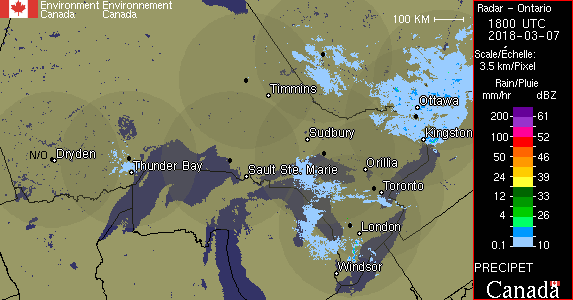 Environment Environnement
Canada Canada
100 KM
Timmins
Ottawa
Sudbury
Kingston
N/O Dryden
Thunder Bay
Sault Ste. Marie
Orillia
Toronto
London
Windsor
Radar - Ontario
1800 UTC
2018-03-07
Scale/Échelle:
3.5 km/Pixel
Rain/Pluie
mm/hr dBZ
200 61
100 52
50 46
24 39
12 33
4 26
0.1 10
PRECIPET
Canada